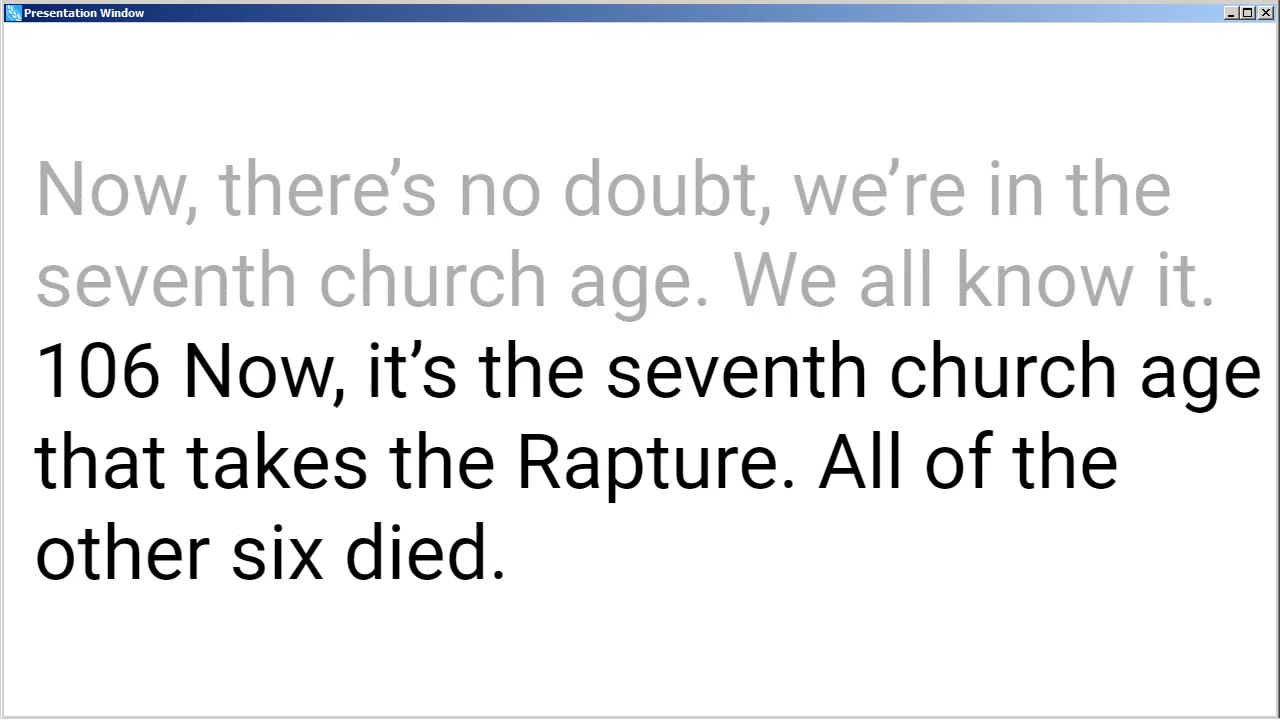 Presentation Window
Now, there’s no doubt, we’re in the
seventh church age. We all know it.
106 Now, it’s the seventh church age
that takes the Rapture. All of the
other six died.